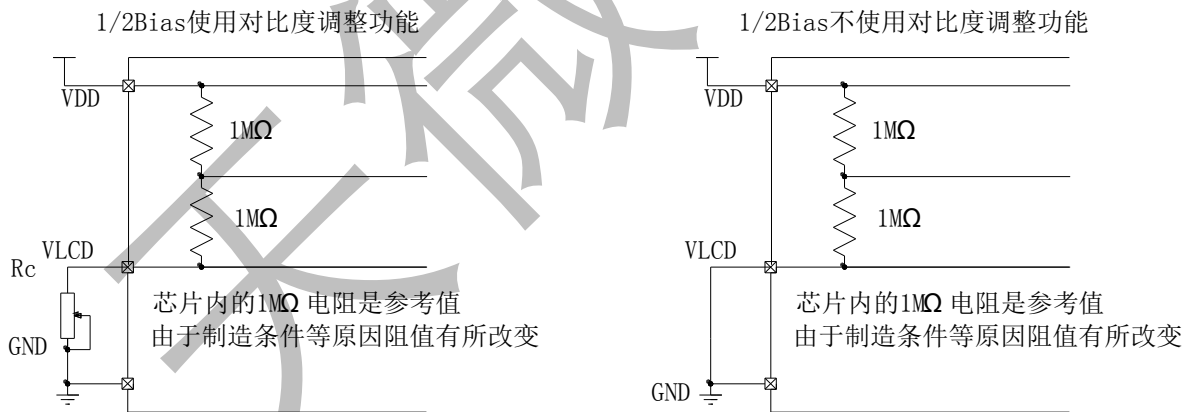 1/2Bias使用对比度调整功能
VDD
1MΩ
1MΩ
VLCD
Rc
芯片内的1MΩ 电阻是参考值
由于制造条件等原因阻值有所改变
GND
1/2Bias不使用对比度调整功能
VDD
1MΩ
1MΩ
VLCD
芯片内的1MΩ 电阻是参考值
由于制造条件等原因阻值有所改变
GND
天微